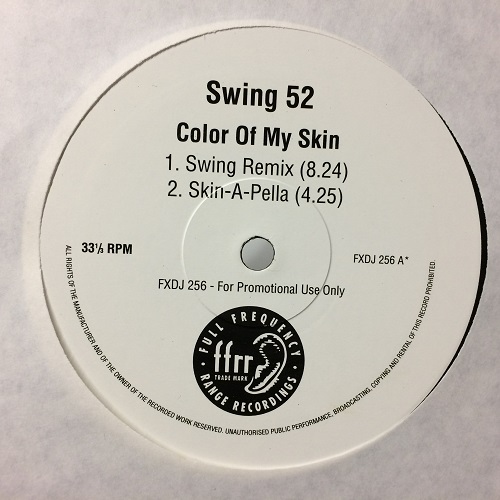 Swing 52
Color Of My Skin
1. Swing Remix (8.24)
2. Skin-A-Pella (4.25)
33⅓ RPM
FXDJ 256 A*
FXDJ 256 - For Promotional Use Only
· FULL FREQUENCY ·
ffrr
TRADE MARK
RANGE RECORDINGS
ALL RIGHTS OF THE MANUFACTURER AND OF THE OWNER OF THE RECORDED WORK RESERVED. UNAUTHORISED PUBLIC PERFORMANCE, BROADCASTING, COPYING AND RENTAL OF THIS RECORD PROHIBITED.